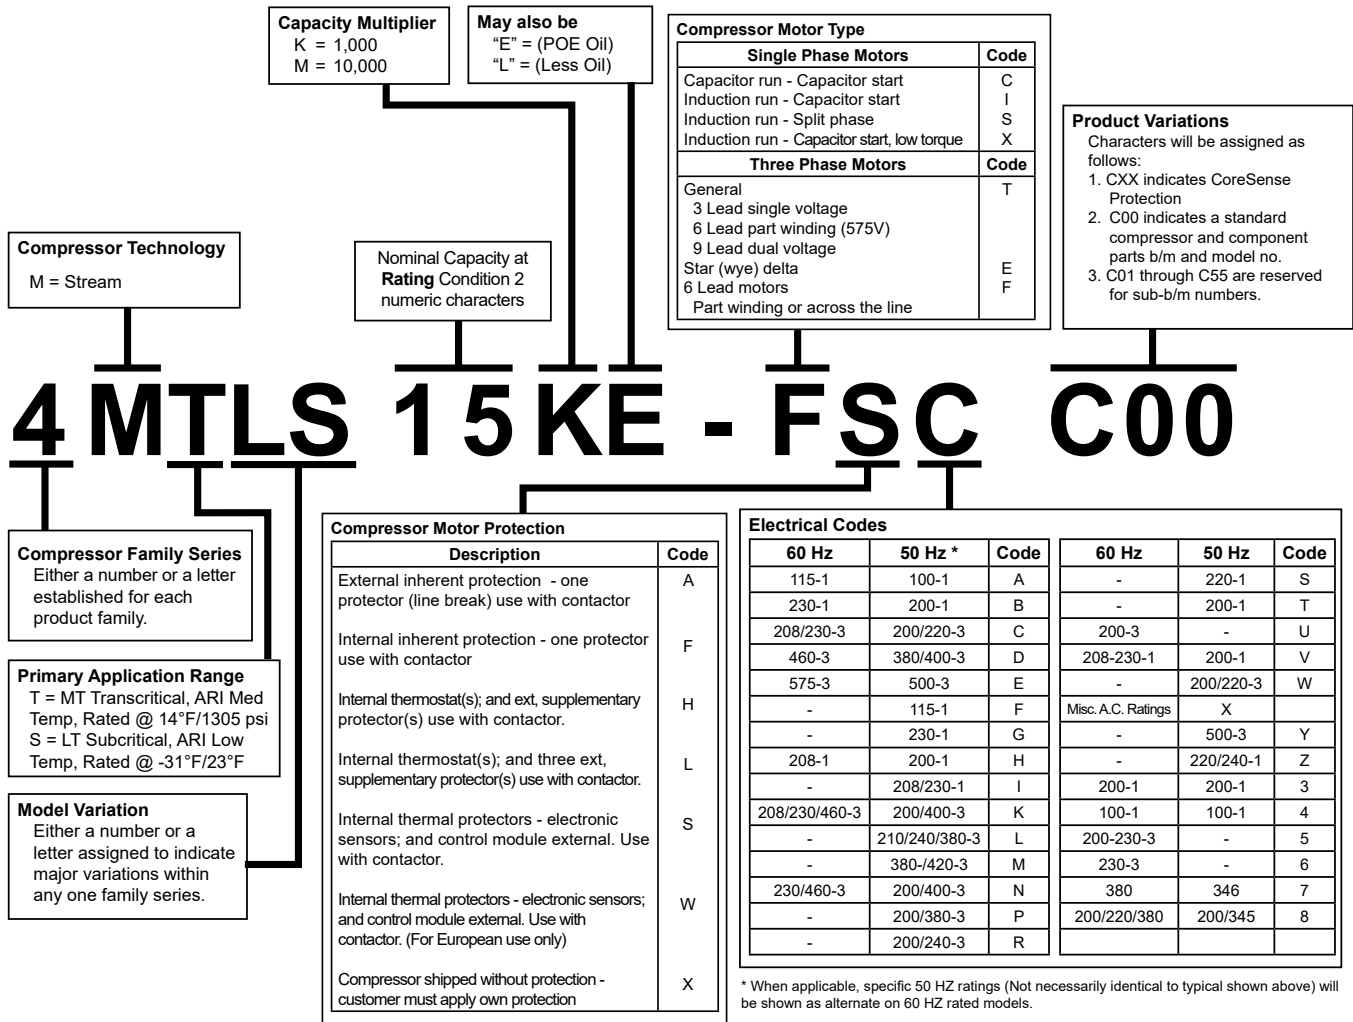 Capacity Multiplier
K = 1,000
M = 10,000
May also be
“E” = (POE Oil)
“L” = (Less Oil)
Compressor Motor Type
Single Phase Motors Code
Capacitor run - Capacitor start C
Induction run - Capacitor start I
Induction run - Split phase S
Induction run - Capacitor start, low torque X
Three Phase Motors Code
General T
3 Lead single voltage
6 Lead part winding (575V)
9 Lead dual voltage
Star (wye) delta E
6 Lead motors F
Part winding or across the line
Product Variations
Characters will be assigned as
follows:
1. CXX indicates CoreSense
Protection
2. C00 indicates a standard
compressor and component
parts b/m and model no.
3. C01 through C55 are reserved
for sub-b/m numbers.
Compressor Technology
M = Stream
Nominal Capacity at
Rating Condition 2
numeric characters
4 MTLS 15 KE - FSC C00
Compressor Family Series
Either a number or a letter
established for each
product family.
Primary Application Range
T = MT Transcritical, ARI Med
Temp, Rated @ 14°F/1305 psi
S = LT Subcritical, ARI Low
Temp, Rated @ -31°F/23°F
Model Variation
Either a number or a
letter assigned to indicate
major variations within
any one family series.
Compressor Motor Protection
Description Code
External inherent protection - one A
protector (line break) use with contactor
Internal inherent protection - one protector F
use with contactor
Internal thermostat(s); and ext, supplementary H
protector(s) use with contactor.
Internal thermostat(s); and three ext, L
supplementary protector(s) use with contactor.
Internal thermal protectors - electronic S
sensors; and control module external. Use
with contactor.
Internal thermal protectors - electronic sensors; W
and control module external. Use with
contactor. (For European use only)
Compressor shipped without protection - X
customer must apply own protection
Electrical Codes
60 Hz 50 Hz * Code 60 Hz 50 Hz Code
115-1 100-1 A - 220-1 S
230-1 200-1 B - 200-1 T
208/230-3 200/220-3 C 200-3 - U
460-3 380/400-3 D 208-230-1 200-1 V
575-3 500-3 E - 200/220-3 W
- 115-1 F Misc. A.C. Ratings X
- 230-1 G - 500-3 Y
208-1 200-1 H - 220/240-1 Z
- 208/230-1 I 200-1 200-1 3
208/230/460-3 200/400-3 K 100-1 100-1 4
- 210/240/380-3 L 200-230-3 - 5
- 380-/420-3 M 230-3 - 6
230/460-3 200/400-3 N 380 346 7
- 200/380-3 P 200/220/380 200/345 8
- 200/240-3 R
* When applicable, specific 50 HZ ratings (Not necessarily identical to typical shown above) will
be shown as alternate on 60 HZ rated models.